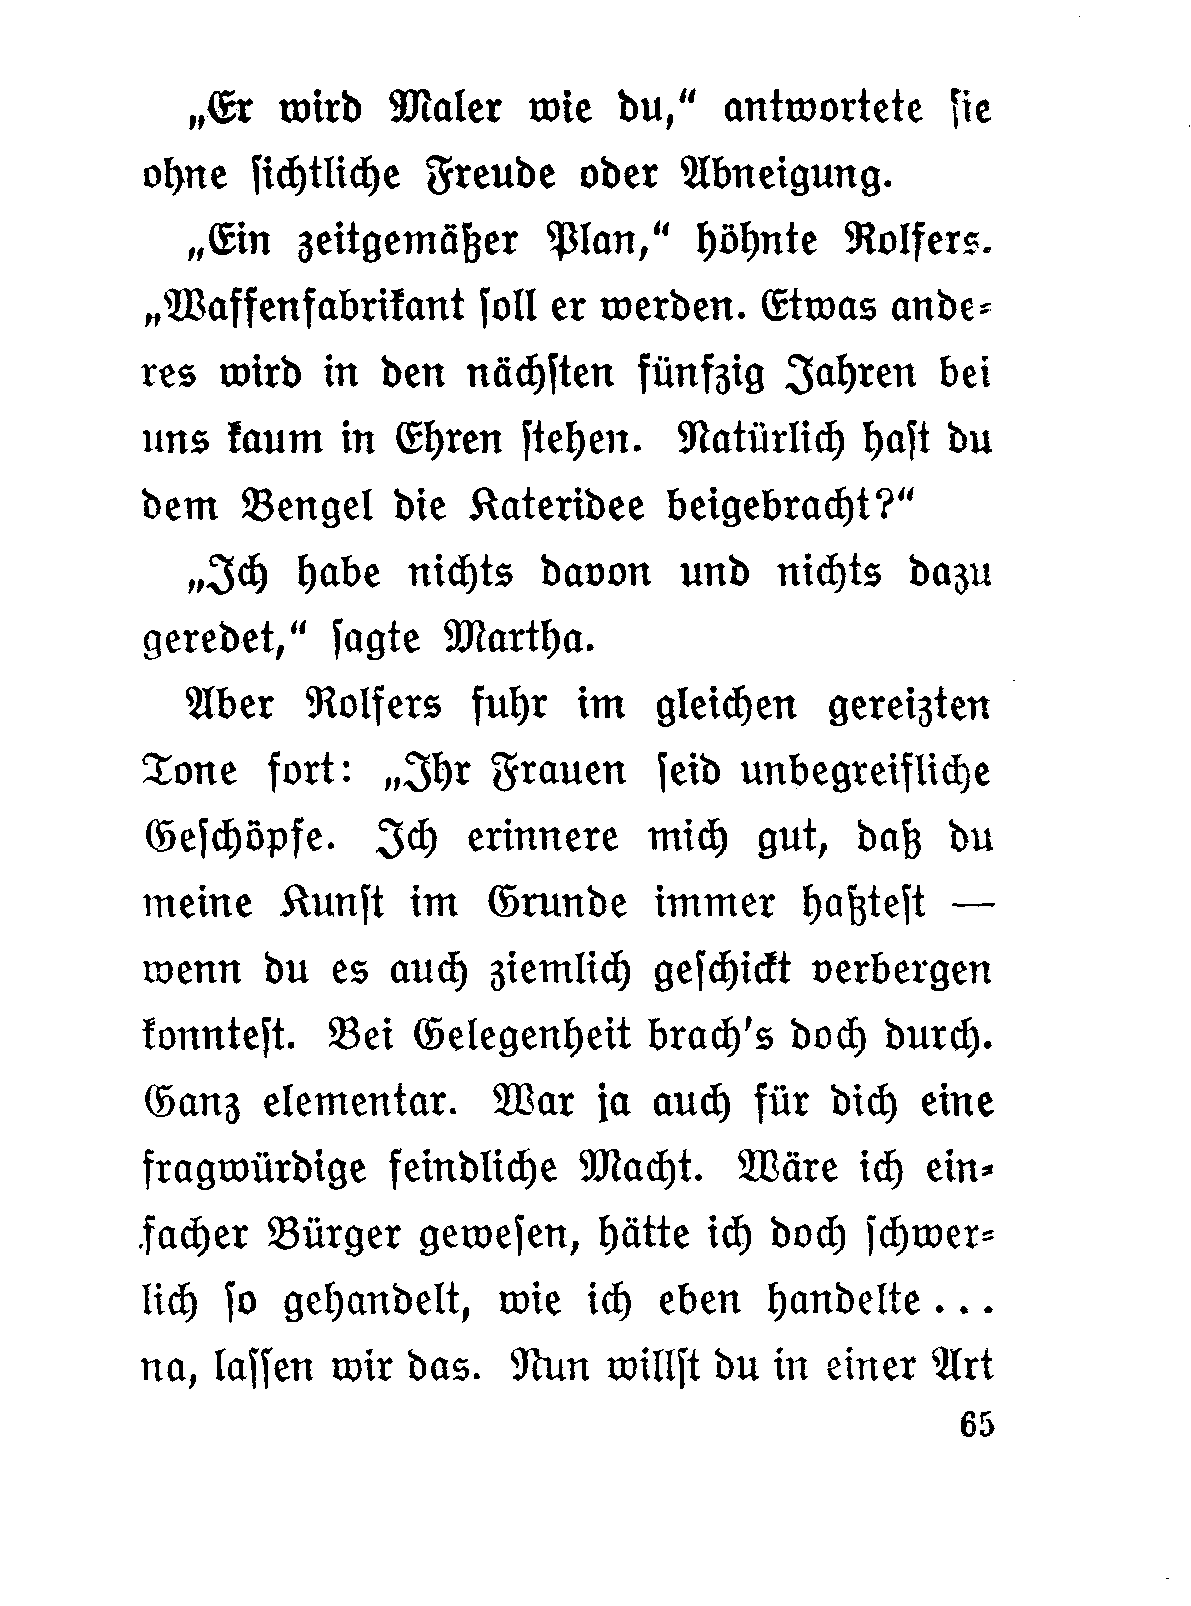 „Er wird Maler wie du,“ antwortete ſie
ohne ſichtliche Freude oder Abneigung.
„Ein zeitgemäßer Plan,“ höhnte Rolfers.
„Waffenfabrikant ſoll er werden. Etwas ande⸗
res wird in den nächſten fünfzig Jahren bei
uns kaum in Ehren ſtehen. Natürlich haſt du
dem Bengel die Kateridee beigebracht?“
„Ich habe nichts davon und nichts dazu
geredet,“ ſagte Martha.
Aber Rolfers fuhr im gleichen gereizten
Tone fort: „Ihr Frauen ſeid unbegreifliche
Geſchöpfe. Ich erinnere mich gut, daß du
meine Kunſt im Grunde immer haßteſt —
wenn du es auch ziemlich geſchickt verbergen
konnteſt. Bei Gelegenheit brach's doch durch.
Ganz elementar. War ja auch für dich eine
fragwürdige feindliche Macht. Wäre ich ein⸗
facher Bürger geweſen, hätte ich doch ſchwer⸗
lich ſo gehandelt, wie ich eben handelte . . .
na, laſſen wir das. Nun willſt du in einer Art
65